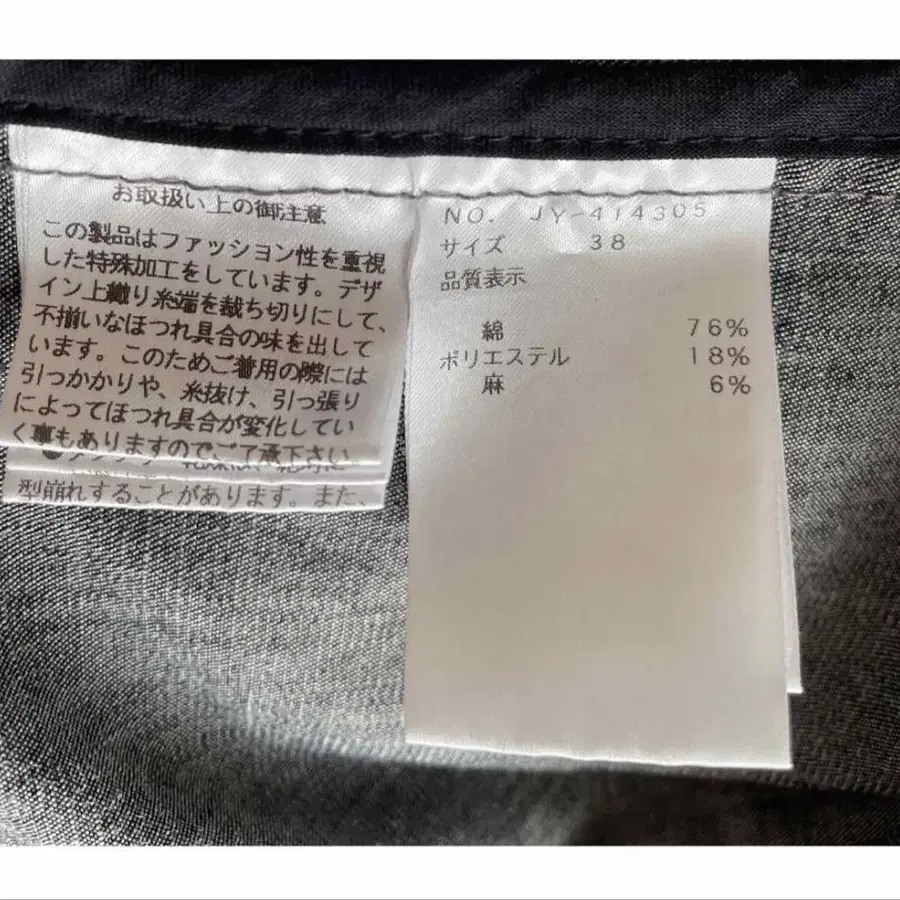 お取扱い上の御注意
この製品はファッション性を重視
した特殊加工をしています。デザ
イン上織り糸端を裁ち切りにして、
不揃いなほつれ具合の味を出して
います。このためご着用の際には
引っかかりや、糸抜け、引っ張り
によってほつれ具合が変化してい
く事もありますのでご了承下さい
型崩れすることがあります。また、
NO. JY-414305
サイズ 38
品質表示
綿 76%
ポリエステル 18%
麻 6%